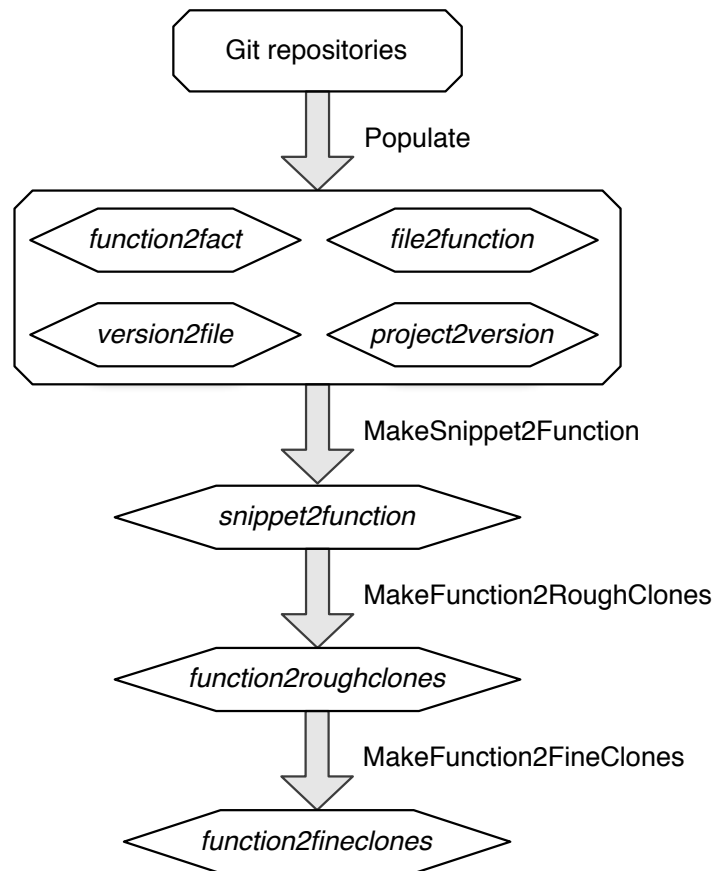 Git repositories
Populate
function2fact
file2function
version2file
project2version
MakeSnippet2Function
snippet2function
MakeFunction2RoughClones
function2roughclones
MakeFunction2FineClones
function2fineclones